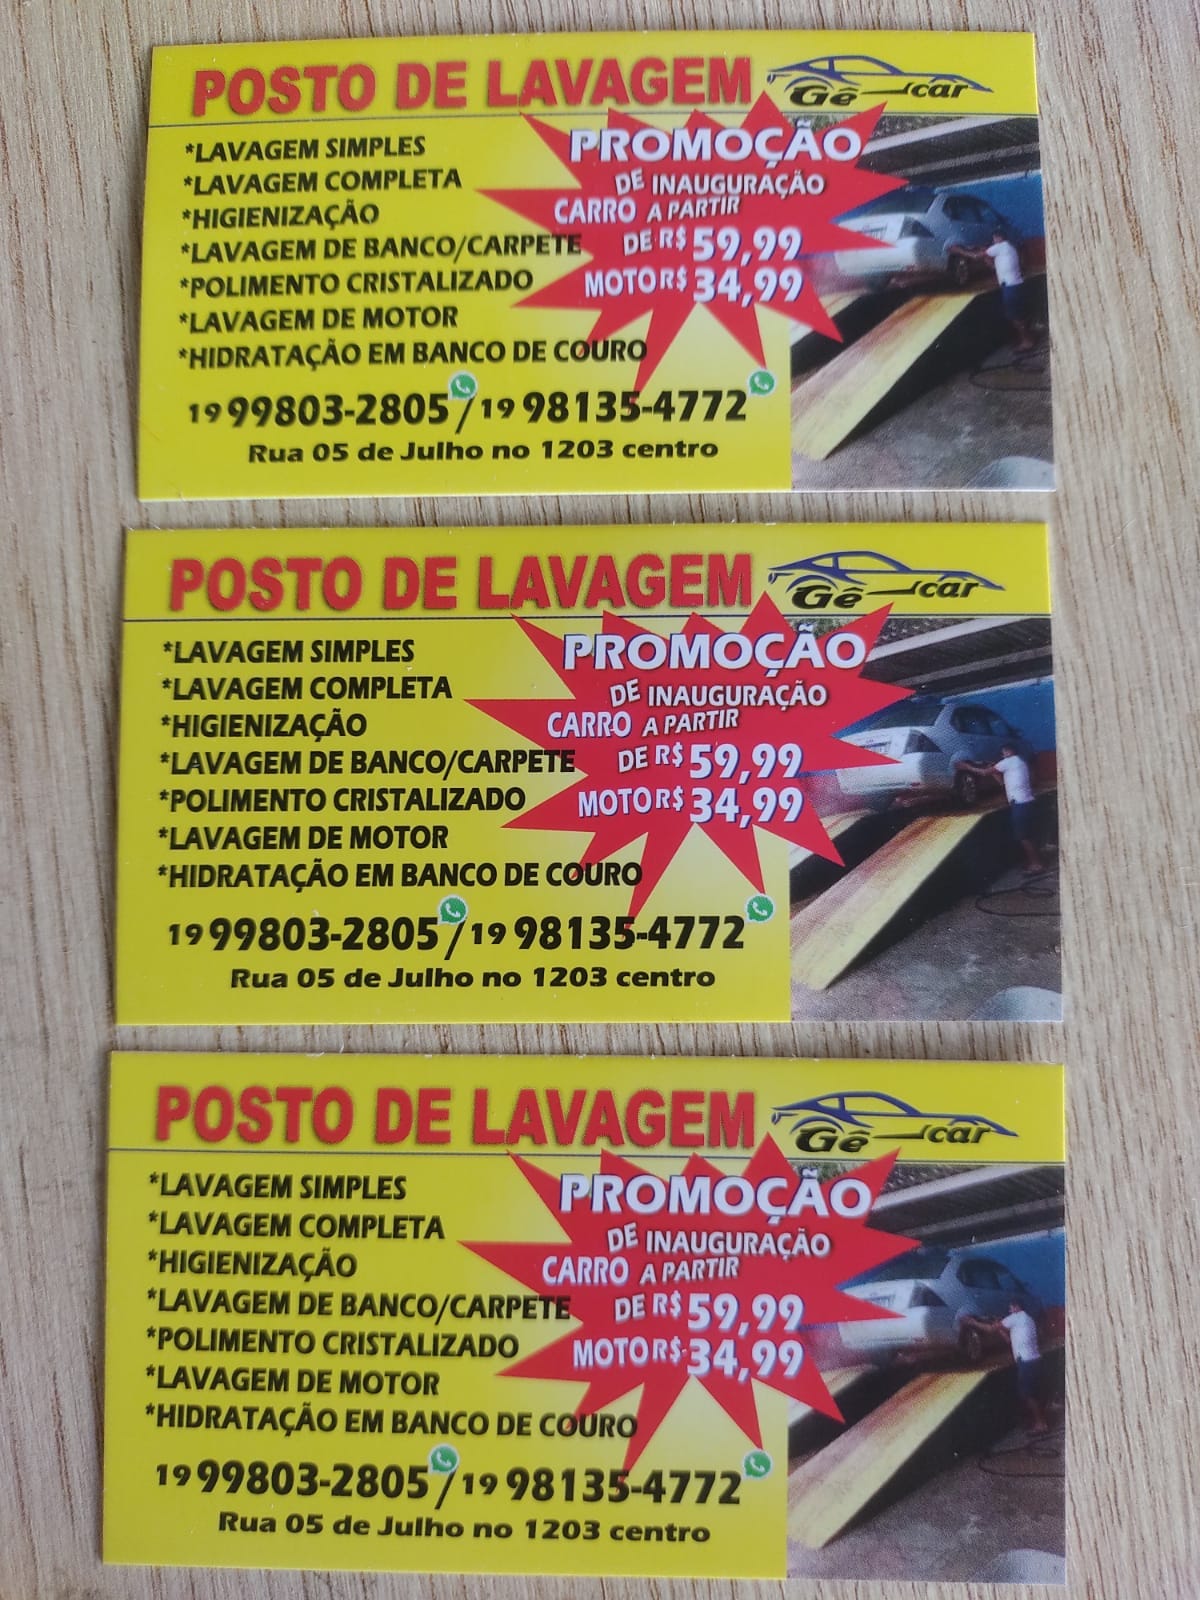 POSTO DE LAVAGEM Gê car
PROMOÇÃO
DE INAUGURAÇÃO
CARRO A PARTIR
DE R$ 59,99
MOTO R$ 34,99
*LAVAGEM SIMPLES
*LAVAGEM COMPLETA
*HIGIENIZAÇÃO
*LAVAGEM DE BANCO/CARPETE
*POLIMENTO CRISTALIZADO
*LAVAGEM DE MOTOR
*HIDRATAÇÃO EM BANCO DE COURO
19 99803-2805 / 19 98135-4772
Rua 05 de Julho no 1203 centro
POSTO DE LAVAGEM Gê car
PROMOÇÃO
DE INAUGURAÇÃO
CARRO A PARTIR
DE R$ 59,99
MOTO R$ 34,99
*LAVAGEM SIMPLES
*LAVAGEM COMPLETA
*HIGIENIZAÇÃO
*LAVAGEM DE BANCO/CARPETE
*POLIMENTO CRISTALIZADO
*LAVAGEM DE MOTOR
*HIDRATAÇÃO EM BANCO DE COURO
19 99803-2805 / 19 98135-4772
Rua 05 de Julho no 1203 centro
POSTO DE LAVAGEM Gê car
PROMOÇÃO
DE INAUGURAÇÃO
CARRO A PARTIR
DE R$ 59,99
MOTO R$ 34,99
*LAVAGEM SIMPLES
*LAVAGEM COMPLETA
*HIGIENIZAÇÃO
*LAVAGEM DE BANCO/CARPETE
*POLIMENTO CRISTALIZADO
*LAVAGEM DE MOTOR
*HIDRATAÇÃO EM BANCO DE COURO
19 99803-2805 / 19 98135-4772
Rua 05 de Julho no 1203 centro